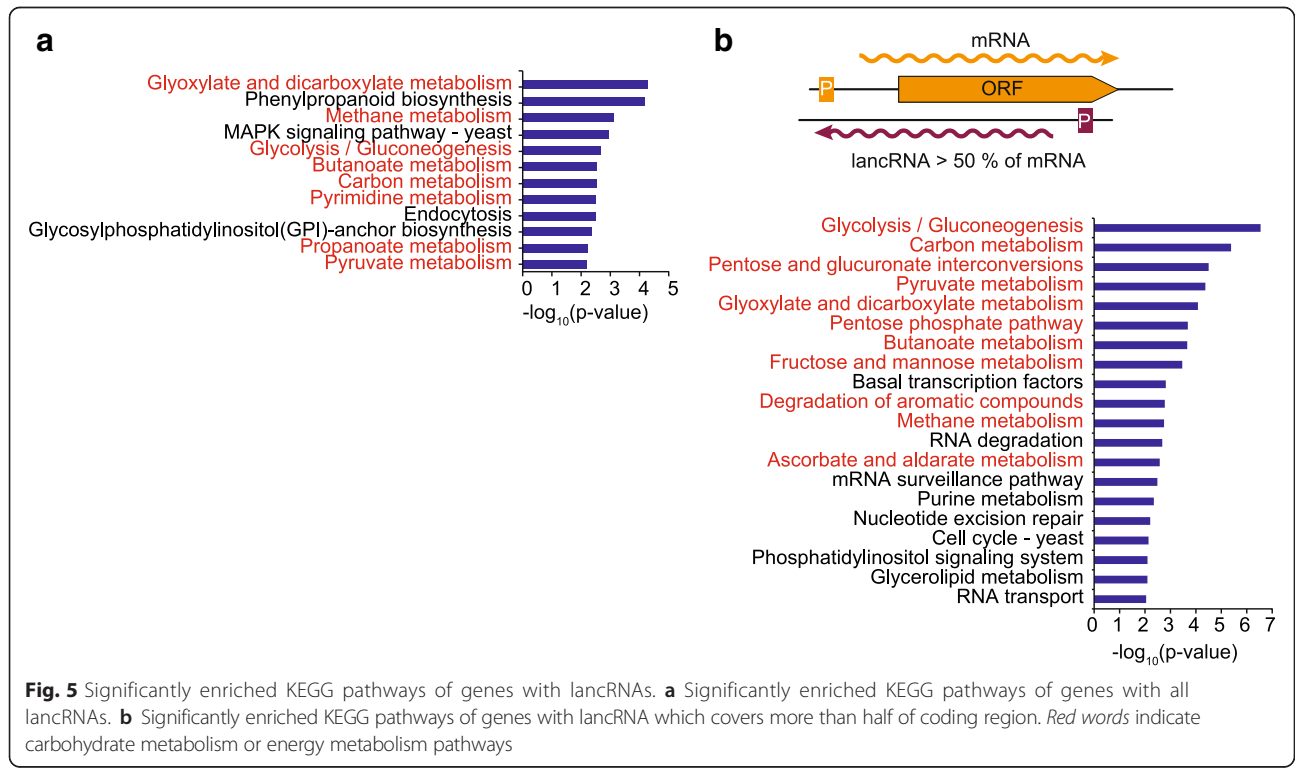 a
Glyoxylate and dicarboxylate metabolism
Phenylpropanoid biosynthesis
Methane metabolism
MAPK signaling pathway - yeast
Glycolysis / Gluconeogenesis
Butanoate metabolism
Carbon metabolism
Pyrimidine metabolism
Endocytosis
Glycosylphosphatidylinositol(GPI)-anchor biosynthesis
Propanoate metabolism
Pyruvate metabolism
0 1 2 3 4 5
-log10(p-value)
b
mRNA
P
ORF
P
lancRNA > 50 % of mRNA
Glycolysis / Gluconeogenesis
Carbon metabolism
Pentose and glucuronate interconversions
Pyruvate metabolism
Glyoxylate and dicarboxylate metabolism
Pentose phosphate pathway
Butanoate metabolism
Fructose and mannose metabolism
Basal transcription factors
Degradation of aromatic compounds
Methane metabolism
RNA degradation
Ascorbate and aldarate metabolism
mRNA surveillance pathway
Purine metabolism
Nucleotide excision repair
Cell cycle - yeast
Phosphatidylinositol signaling system
Glycerolipid metabolism
RNA transport
0 1 2 3 4 5 6 7
-log10(p-value)
Fig. 5 Significantly enriched KEGG pathways of genes with lancRNAs. a Significantly enriched KEGG pathways of genes with all
lancRNAs. b Significantly enriched KEGG pathways of genes with lancRNA which covers more than half of coding region. Red words indicate
carbohydrate metabolism or energy metabolism pathways